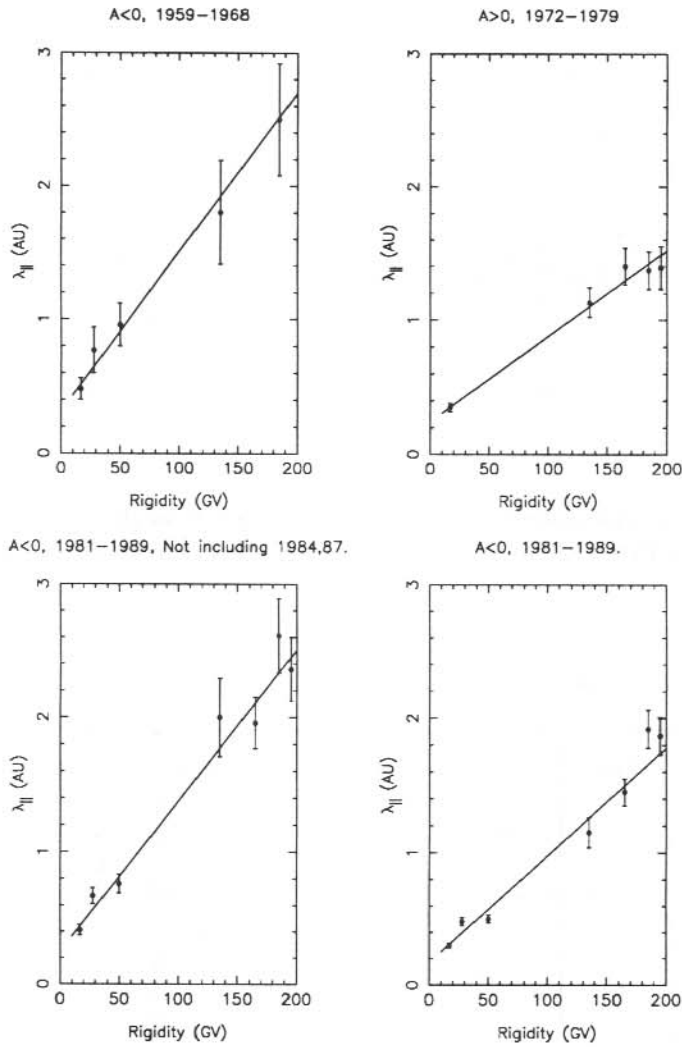 A<0, 1959−1968
A>0, 1972−1979
3
2
1
0
λ|| (AU)
0 50 100 150 200
Rigidity (GV)
3
2
1
0
λ|| (AU)
0 50 100 150 200
Rigidity (GV)
A<0, 1981−1989, Not including 1984,87.
A<0, 1981−1989.
3
2
1
0
λ|| (AU)
0 50 100 150 200
Rigidity (GV)
3
2
1
0
λ|| (AU)
0 50 100 150 200
Rigidity (GV)